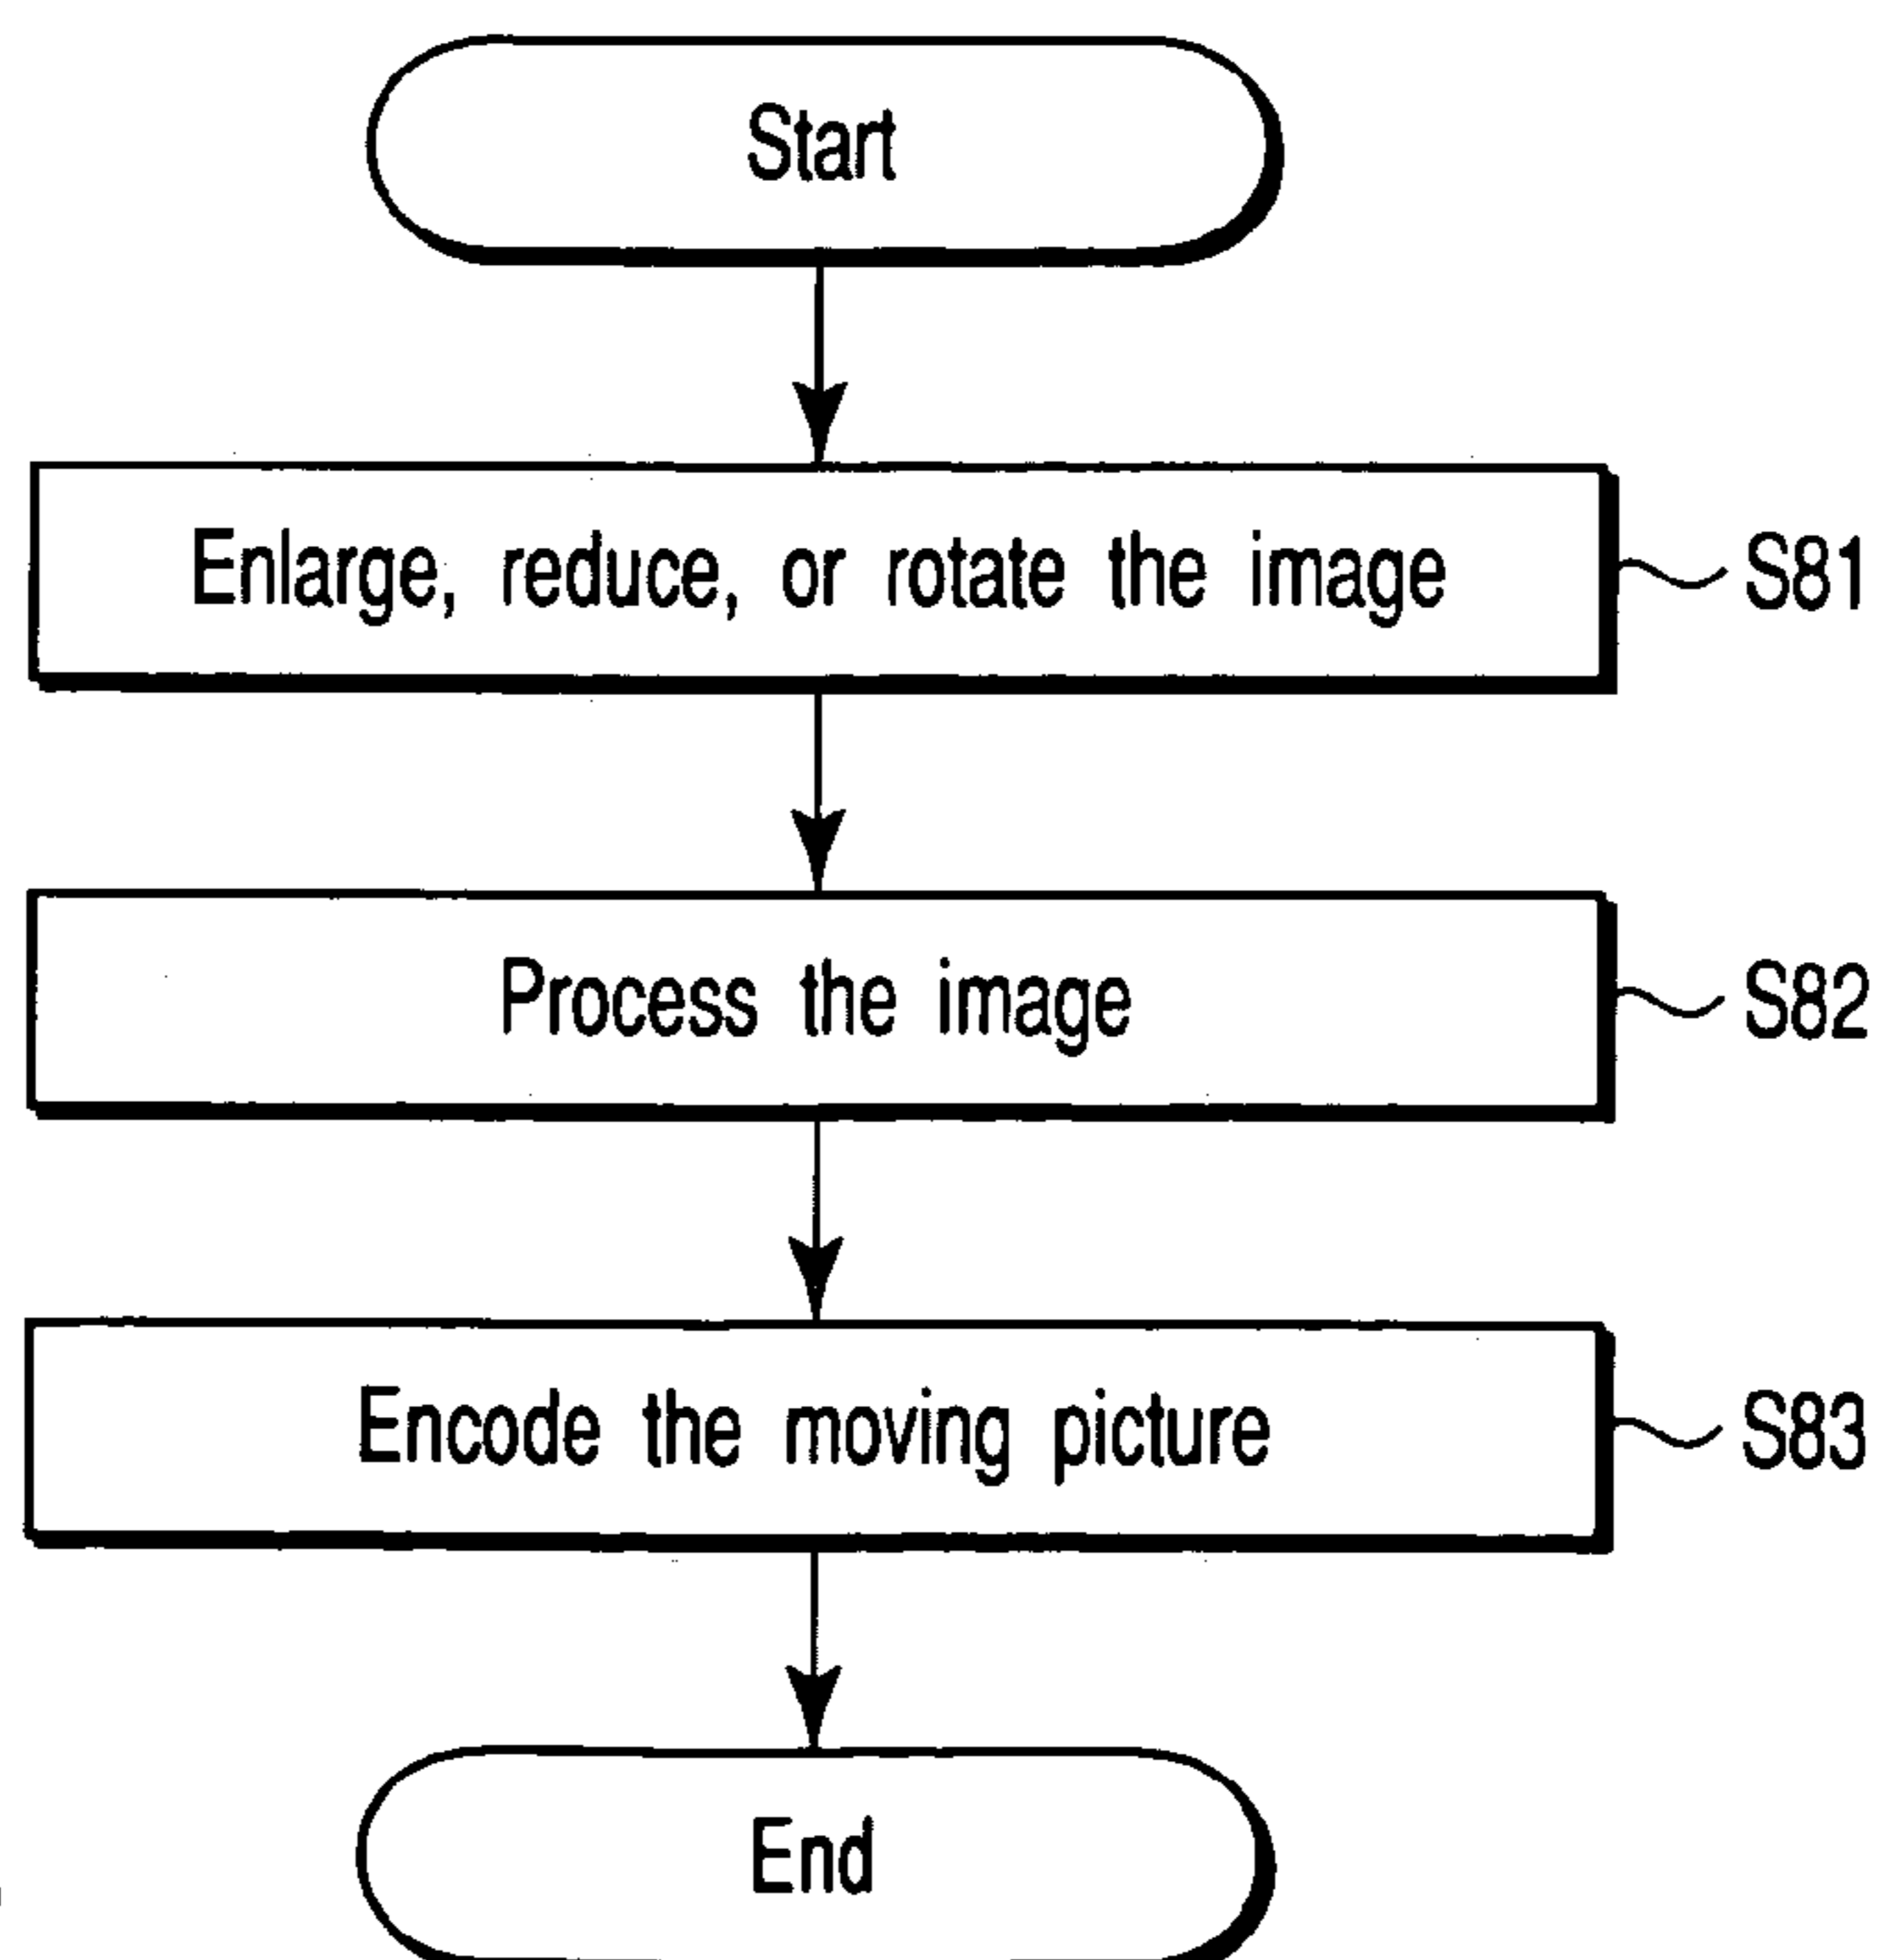 Start
Enlarge, reduce, or rotate the image
S81
Process the image
S82
Encode the moving picture
S83
End